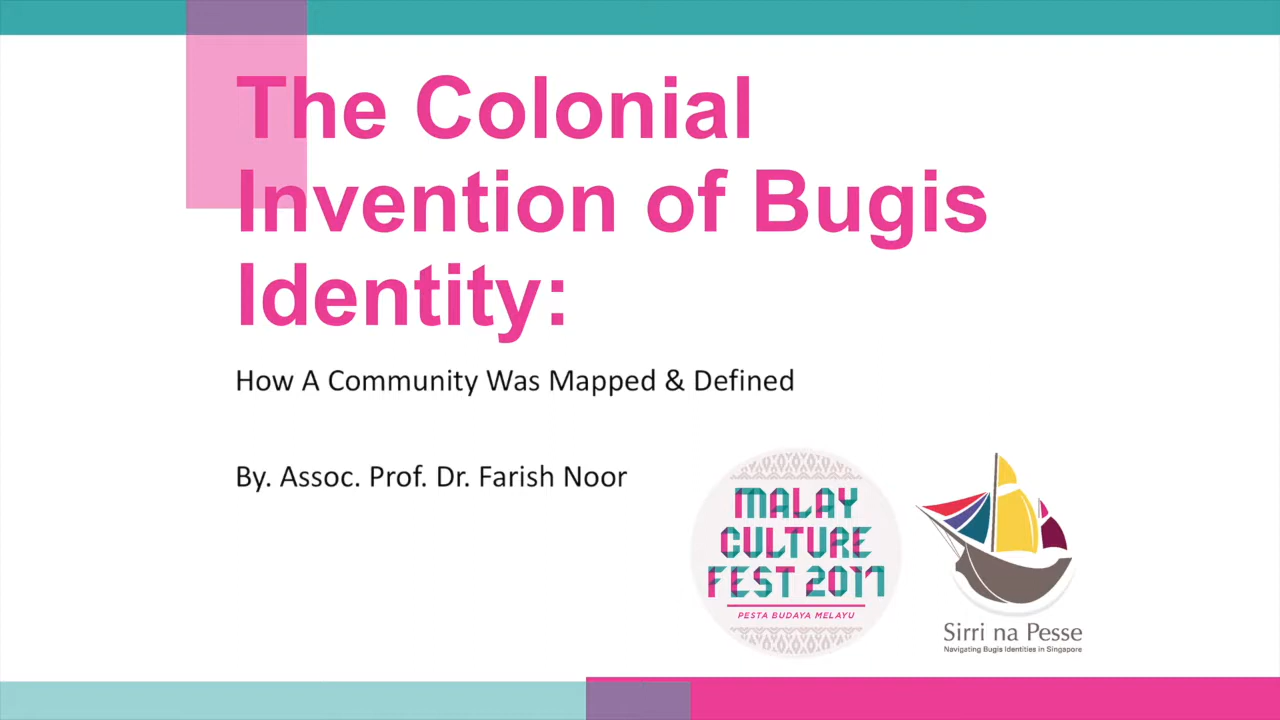 The Colonial
Invention of Bugis
Identity:
How A Community Was Mapped & Defined
By. Assoc. Prof. Dr. Farish Noor
MALAY
CULTURE
FEST 2017
PESTA BUDAYA MELAYU
Sirri na Pesse
Navigating Bugis Identities in Singapore